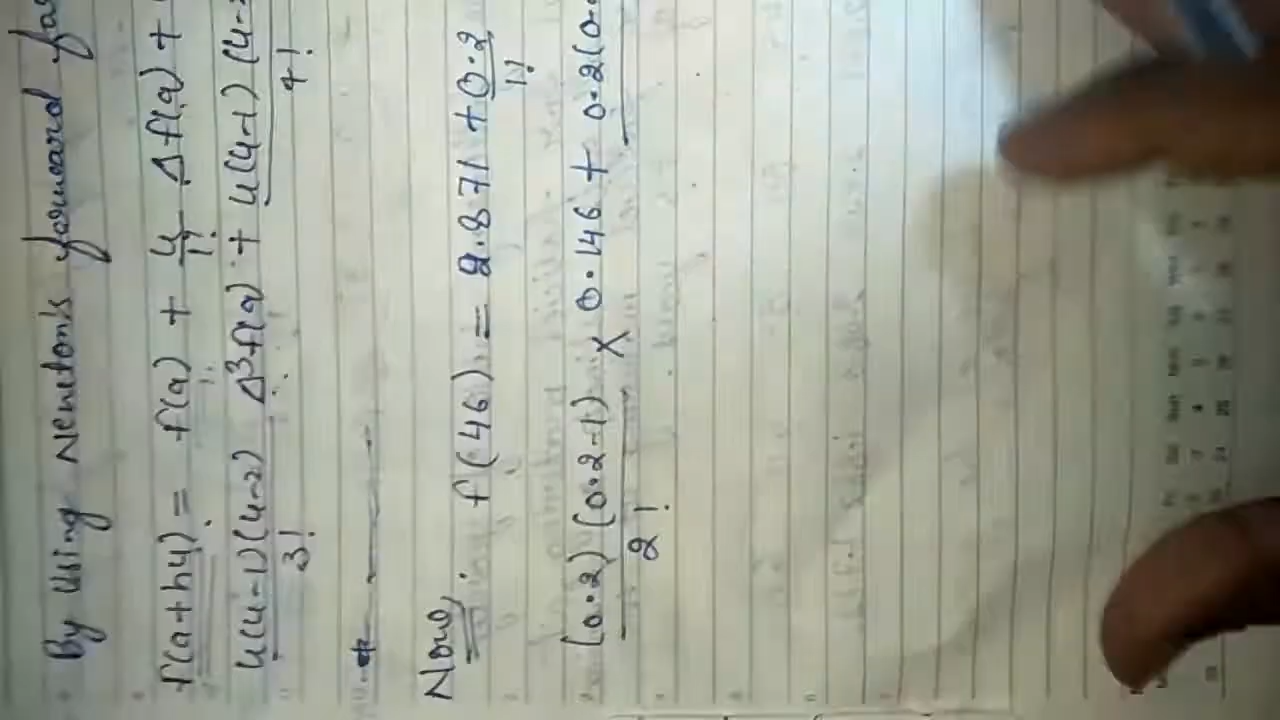 By Using Newton's forward
f(a+hu) = f(a) + u/1! Δf(a) +
u(u-1)(u-2)/3! Δ³f(a) + u(u-1)(u-2/4!
Now, f(46) = 2.871 + 0.2/1!
(0.2)(0.2-1)/2! × 0.146 + 0.2(0.